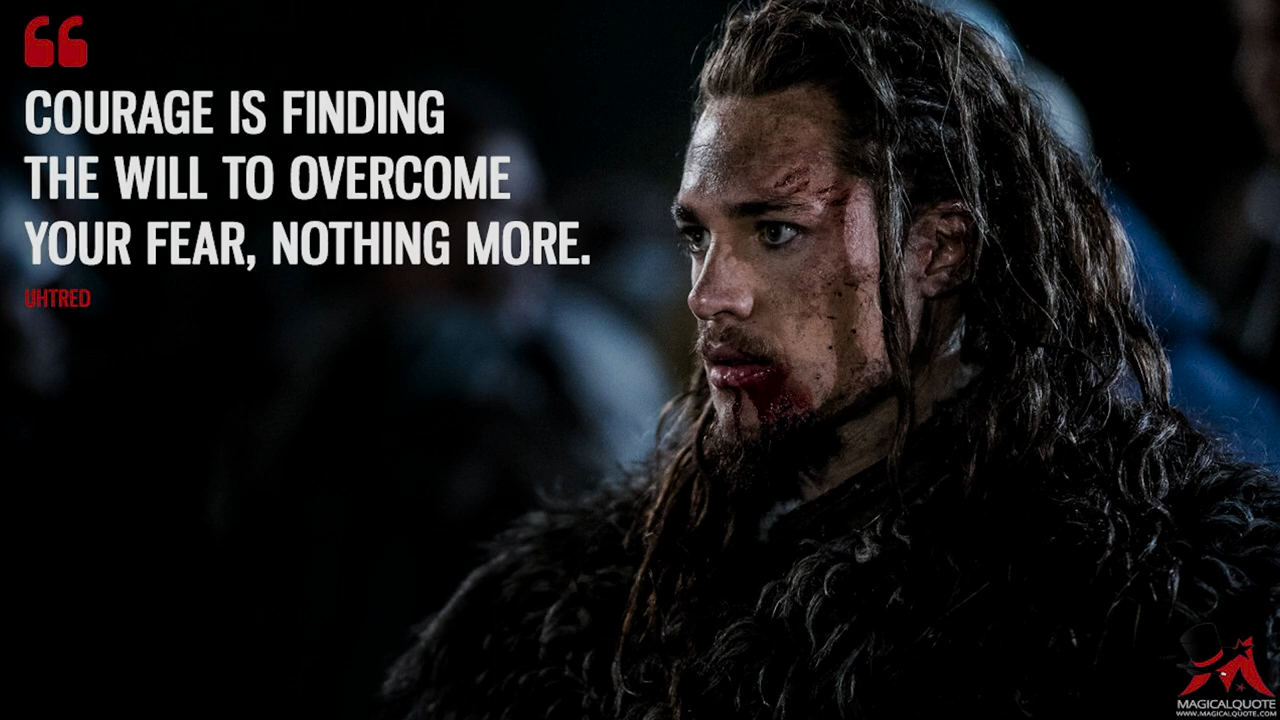 COURAGE IS FINDING
THE WILL TO OVERCOME
YOUR FEAR, NOTHING MORE.
UHTRED
MAGICALQUOTE
WWW.MAGICALQUOTE.COM